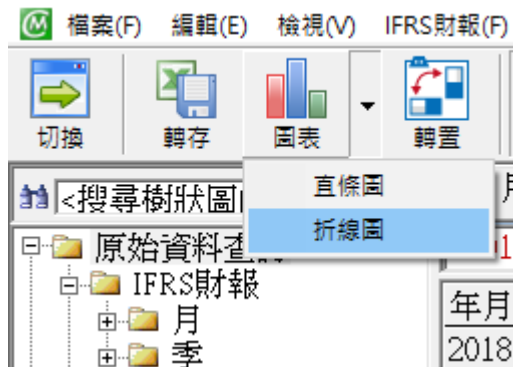 檔案(F) 編輯(E) 檢視(V) IFRS財報(F)
切換 轉存 圖表 轉置
直條圖
折線圖
<搜尋樹狀圖
原始資料查
IFRS財報
月
季
年月
2018